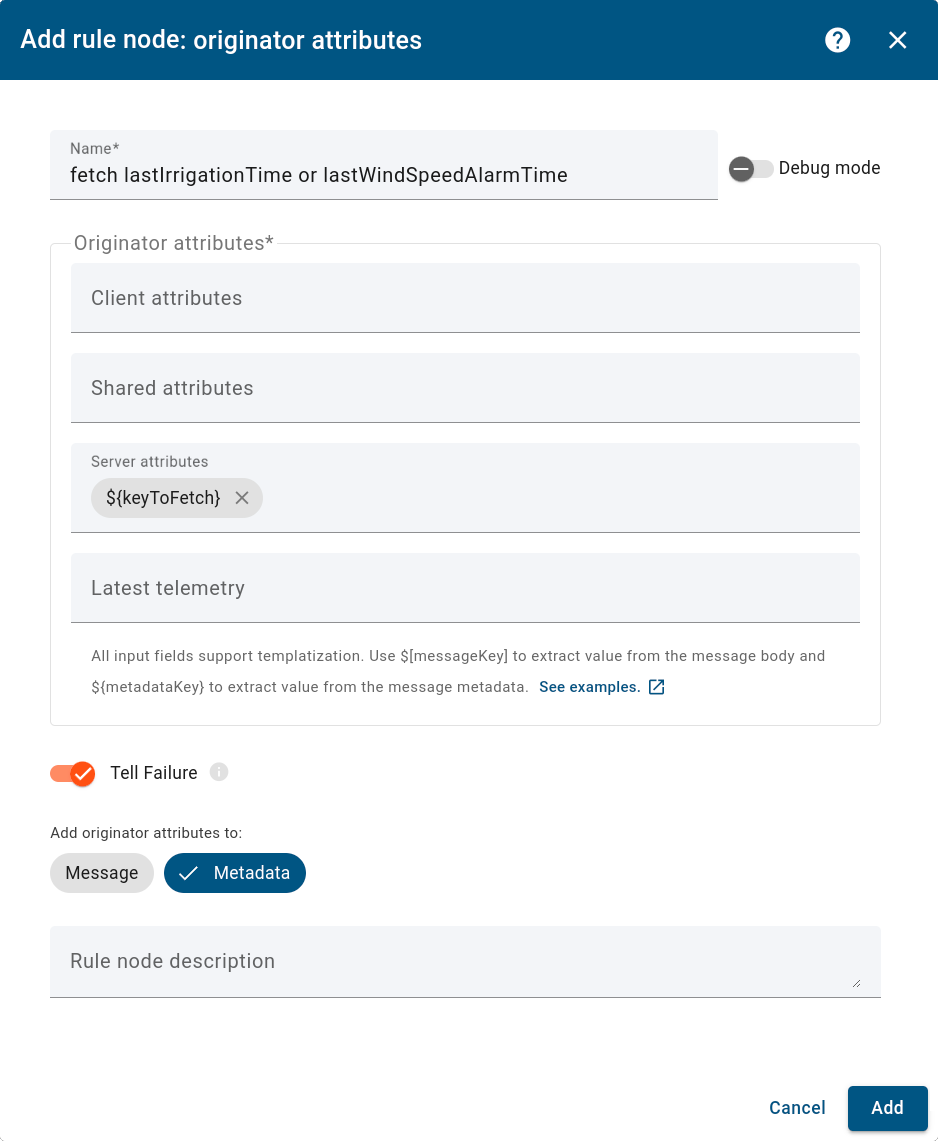 Add rule node: originator attributes
Name*
fetch lastIrrigationTime or lastWindSpeedAlarmTime
Debug mode
Originator attributes*
Client attributes
Shared attributes
Server attributes
${keyToFetch}
Latest telemetry
All input fields support templatization. Use $[messageKey] to extract value from the message body and
${metadataKey} to extract value from the message metadata. See examples.
Tell Failure
Add originator attributes to:
Message
Metadata
Rule node description
Cancel
Add